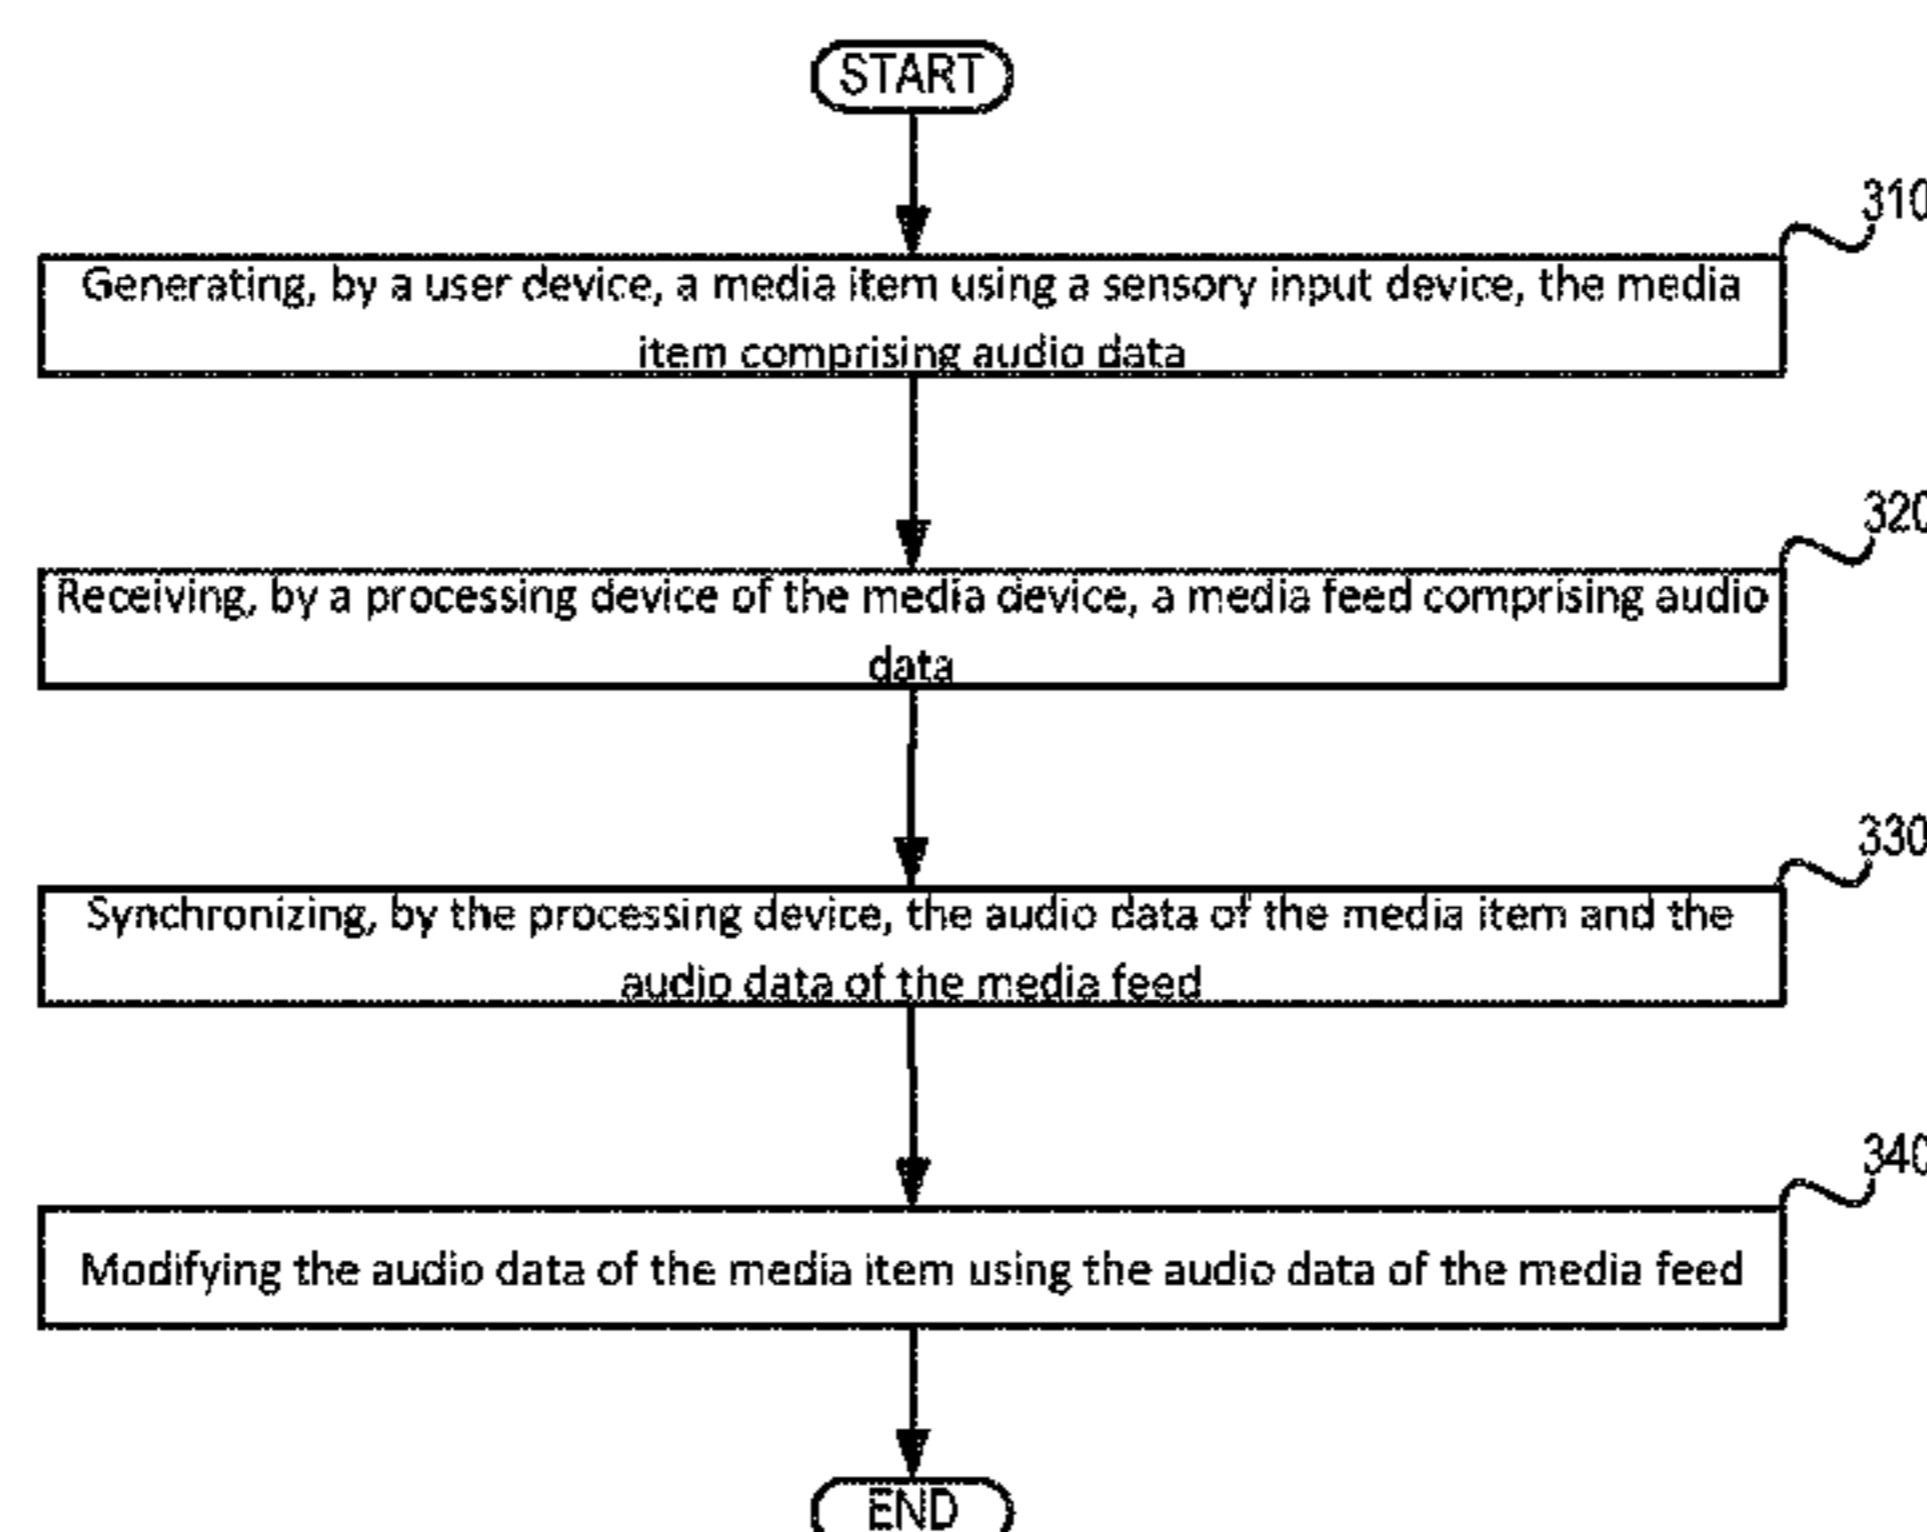 START
310
Generating, by a user device, a media item using a sensory input device, the media
item comprising audio data
320
Receiving, by a processing device of the media device, a media feed comprising audio
data
330
Synchronizing, by the processing device, the audio data of the media item and the
audio data of the media feed
340
Modifying the audio data of the media item using the audio data of the media feed
END